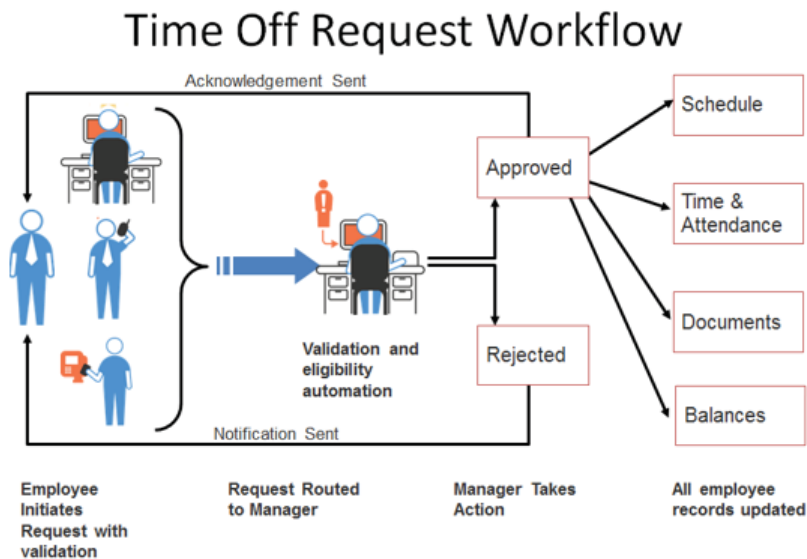 Time Off Request Workflow
Acknowledgement Sent
Schedule
Approved
Time &
Attendance
Validation and
eligibility
automation
Rejected
Documents
Balances
Notification Sent
Employee
Initiates
Request with
validation
Request Routed
to Manager
Manager Takes
Action
All employee
records updated